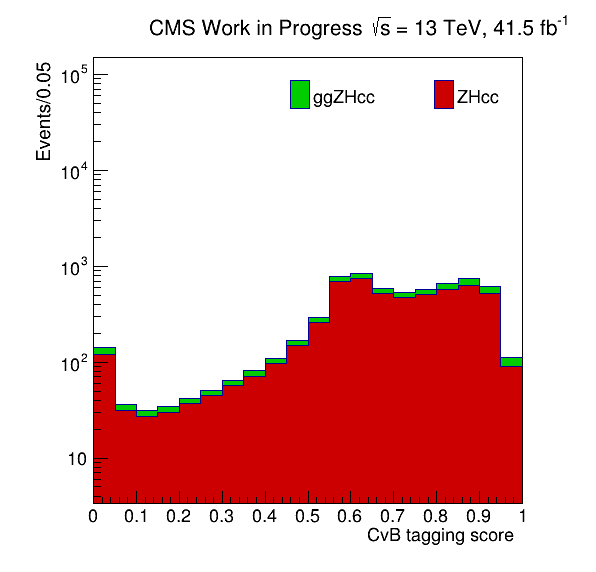 CMS Work in Progress √s = 13 TeV, 41.5 fb⁻¹
Events/0.05
ggZHcc ZHcc
10⁵
10⁴
10³
10²
10
0 0.1 0.2 0.3 0.4 0.5 0.6 0.7 0.8 0.9 1
CvB tagging score